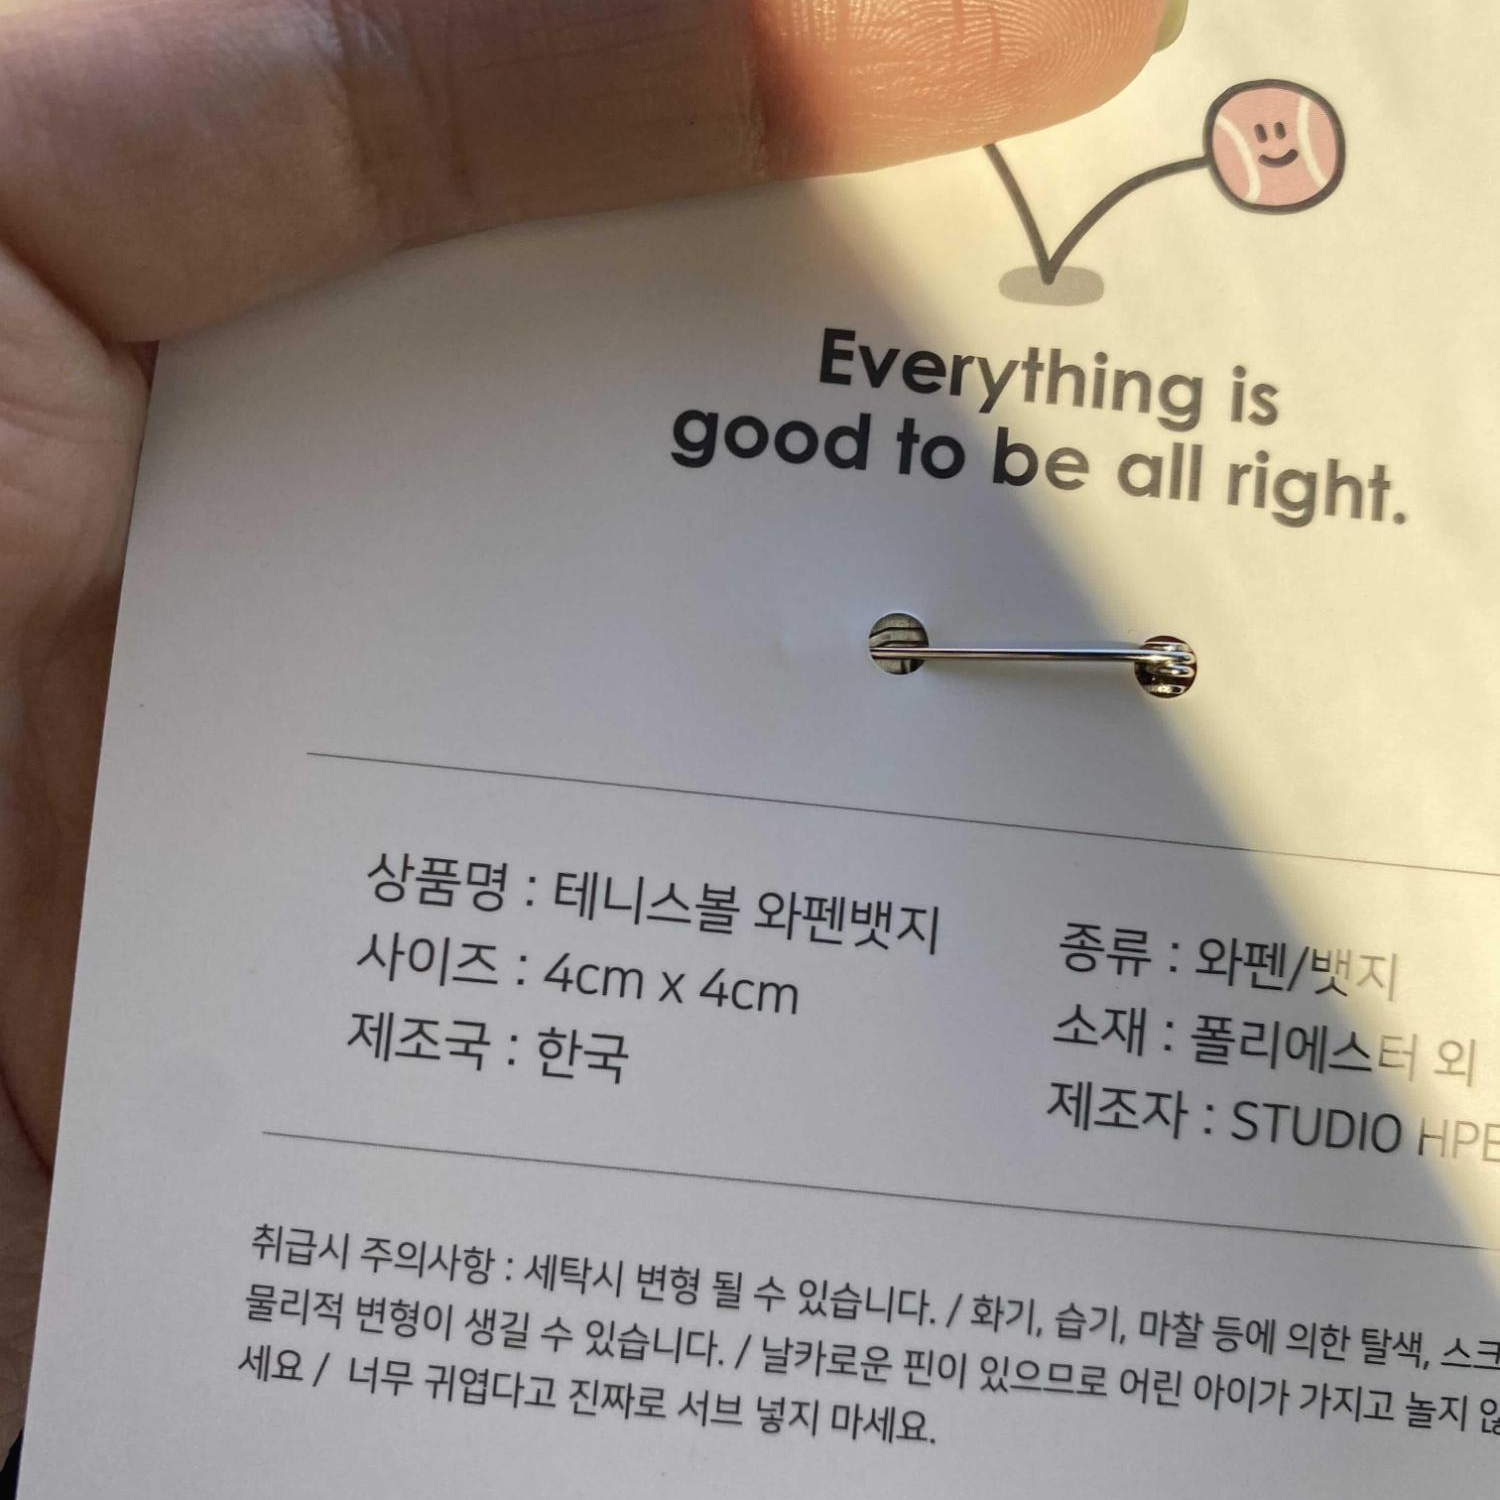 Everything is
good to be all right.
상품명 : 테니스볼 와펜뱃지
사이즈 : 4cm x 4cm
제조국 : 한국
종류 : 와펜/뱃지
소재 : 폴리에스터 외
제조자 : STUDIO
취급시 주의사항 : 세탁시 변형 될 수 있습니다. / 화기, 습기, 마찰 등에 의한 탈색,
물리적 변형이 생길 수 있습니다. / 날카로운 핀이 있으므로 어린 아이가 가지고 놀지
세요 / 너무 귀엽다고 진짜로 서브 넣지 마세요.